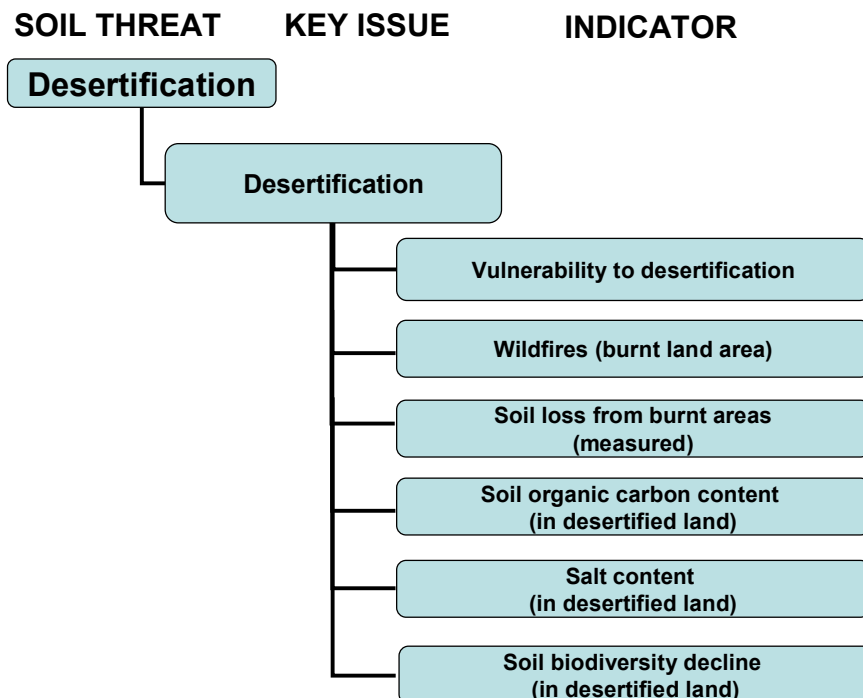 SOIL THREAT KEY ISSUE INDICATOR
Desertification
Desertification
Vulnerability to desertification
Wildfires (burnt land area)
Soil loss from burnt areas
(measured)
Soil organic carbon content
(in desertified land)
Salt content
(in desertified land)
Soil biodiversity decline
(in desertified land)